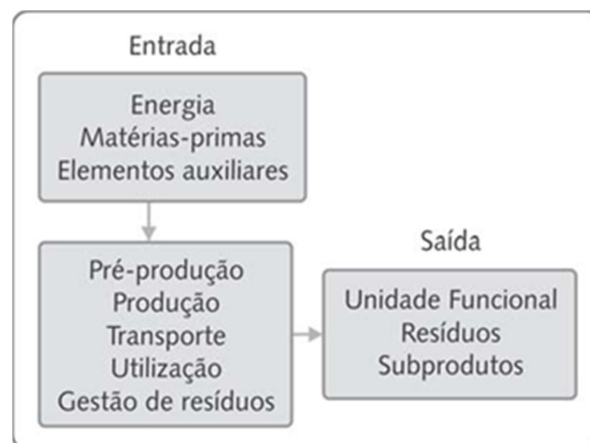 Entrada
Energia
Matérias-primas
Elementos auxiliares
Pré-produção
Produção
Transporte
Utilização
Gestão de resíduos
Saída
Unidade Funcional
Resíduos
Subprodutos